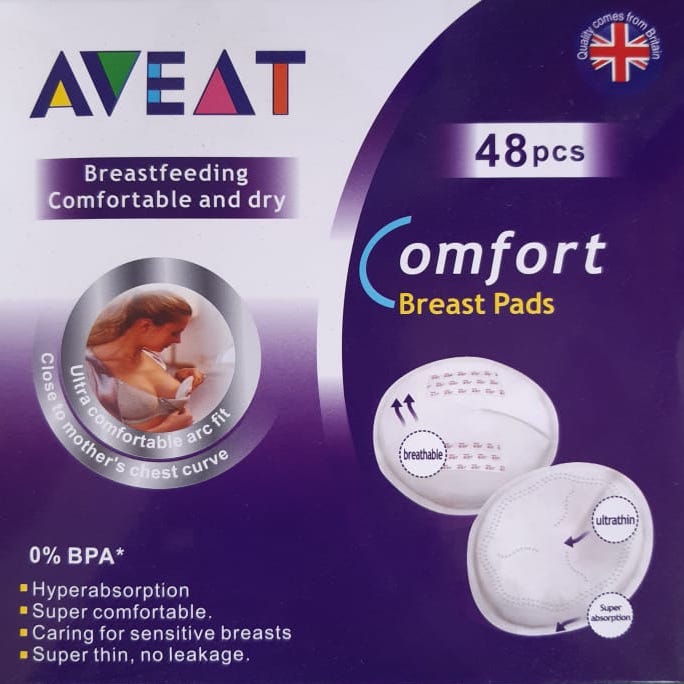 AVEAT
Quality comes from Britain
48pcs
Breastfeeding
Comfortable and dry
Comfort
Breast Pads
Ultra comfortable arc fit
Close to mother's chest curve
breathable
ultrathin
Super
absorption
0% BPA*
Hyperabsorption
Super comfortable.
Caring for sensitive breasts
Super thin, no leakage.